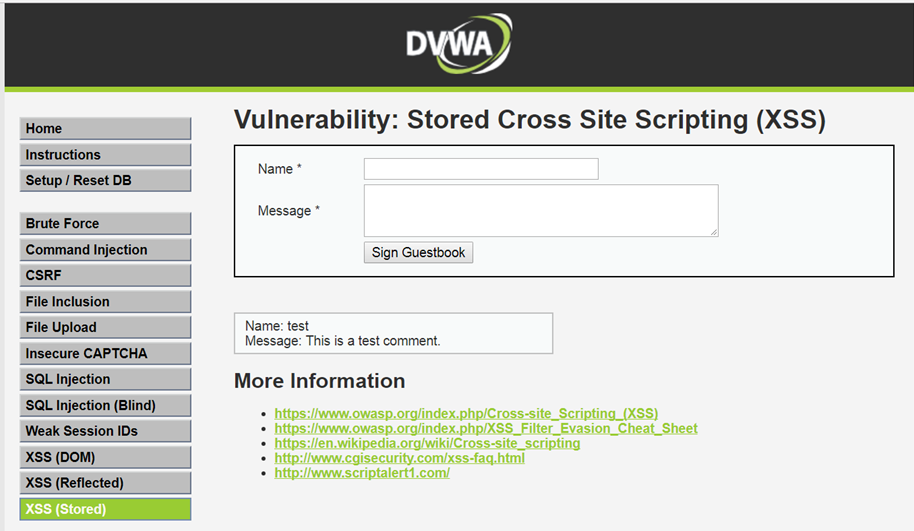 DVWA
Home
Instructions
Setup / Reset DB
Brute Force
Command Injection
CSRF
File Inclusion
File Upload
Insecure CAPTCHA
SQL Injection
SQL Injection (Blind)
Weak Session IDs
XSS (DOM)
XSS (Reflected)
XSS (Stored)
Vulnerability: Stored Cross Site Scripting (XSS)
Name *
Message *
Sign Guestbook
Name: test
Message: This is a test comment.
More Information
https://www.owasp.org/index.php/Cross-site_Scripting_(XSS)
https://www.owasp.org/index.php/XSS_Filter_Evasion_Cheat_Sheet
https://en.wikipedia.org/wiki/Cross-site_scripting
http://www.cgisecurity.com/xss-faq.html
http://www.scriptalert1.com/